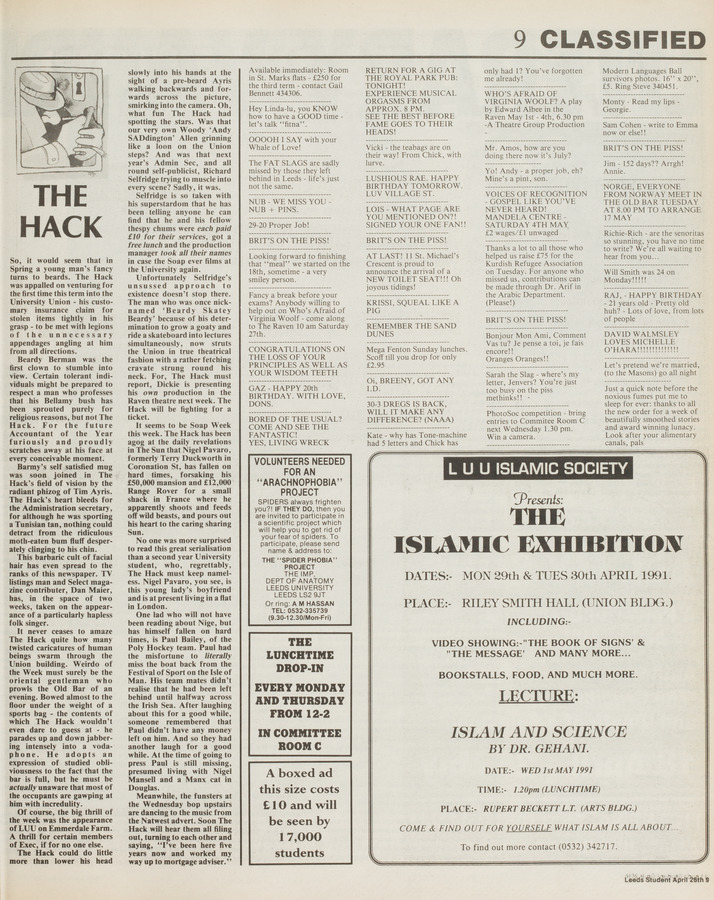 9 CLASSIFIED
THE
HACK
So, it would seem that in
Spring a young man's fancy
turns to beards. The Hack
was appalled on venturing for
the first time this term into the
University Union - his custo-
mary insurance claim for
stolen items tightly in his
grasp - to be met with legions
of the unnecessary
appendages angling at him
from all directions.
Beardy Berman was the
first clown to stumble into
view. Certain tolerant indi-
viduals might be prepared to
respect a man who professes
that his Bellamy bush has
been sprouted purely for
religious reasons, but not The
Hack. For the future
Accountant of the Year
furiously and proudly
scratches away at his face at
every conceivable moment.
Barmy's self satisfied mug
was soon joined in The
Hack's field of vision by the
radiant phizog of Tim Ayris.
The Hack's heart bleeds for
the Administration secretary,
for although he was sporting
a Tunisian tan, nothing could
detract from the ridiculous
moth-eaten bum fluff desper-
ately clinging to his chin.
This barbaric cult of facial
hair has even spread to the
ranks of this newspaper. TV
listings man and Select maga-
zine contributer, Dan Maier,
has, in the space of two
weeks, taken on the appear-
ance of a particularly hapless
folk singer.
It never ceases to amaze
The Hack quite how many
twisted caricatures of human
beings swarm through the
Union building. Weirdo of
the Week must surely be the
oriental gentleman who
prowls the Old Bar of an
evening. Bowed almost to the
floor under the weight of a
sports bag - the contents of
which The Hack wouldn't
even dare to guess at - he
parades up and down jabber-
ing intensely into a voda-
phone. He adopts an
expression of studied obli-
viousness to the fact that the
bar is full, but he must be
actually unaware that most of
the occupants are gawping at
him with incredulity.
Of course, the big thrill of
the week was the appearance
of LUU on Emmerdale Farm.
A thrill for certain members
of Exec, if for no one else.
The Hack could do little
more than lower his head
slowly into his hands at the
sight of a pre-beard Ayris
walking backwards and for-
wards across the picture,
smirking into the camera. Oh,
what fun The Hack had
spotting the stars. Was that
our very own Woody 'Andy
SADdington' Allen grinning
like a loon on the Union
steps? And was that next
year's Admin Sec, and all
round self-publicist, Richard
Selfridge trying to muscle into
every scene? Sadly, it was.
Selfridge is so taken with
his superstardom that he has
been telling anyone he can
find that he and his fellow
thespy chums were each paid
£10 for their services, got a
free lunch and the production
manager took all their names
in case the Soap ever films at
the University again.
Unfortunately Selfridge's
unsussed approach to
existence doesn't stop there.
The man who was once nick-
named 'Beardy Skatey
Beardy' because of his deter-
mination to grow a goaty and
ride a skateboard into lectures
simultaneously, now struts
the Union in true theatrical
fashion with a rather fetching
cravate strung round his
neck. For, The Hack must
report, Dickie is presenting
his own production in the
Raven theatre next week. The
Hack will be fighting for a
ticket.
It seems to be Soap Week
this week. The Hack has been
agog at the daily revelations
in The Sun that Nigel Pavaro,
formerly Terry Duckworth in
Coronation St, has fallen on
hard times, forsaking his
£50,000 mansion and £12,000
Range Rover for a small
shack in France where he
apparently shoots and feeds
off wild beasts, and pours out
his heart to the caring sharing
Sun.
No one was more surprised
to read this great serialisation
than a second year University
student, who, regrettably,
The Hack must keep namel-
ess. Nigel Pavaro, you see, is
this young lady's boyfriend
and is at present living in a flat
in London.
One lad who will not have
been reading about Nige, but
has himself fallen on hard
times, is Paul Bailey, of the
Poly Hockey team. Paul had
the misfortune to literally
miss the boat back from the
Festival of Sport on the Isle of
Man. His team mates didn't
realise that he had been left
behind until halfway across
the Irish Sea. After laughing
about this for a good while,
someone remembered that
Paul didn't have any money
left on him. And so they had
another laugh for a good
while. At the time of going to
press Paul is still missing,
presumed living with Nigel
Mansell and a Manx cat in
Douglas.
Meanwhile, the funsters at
the Wednesday bop upstairs
are dancing to the music from
the Natwest advert. Soon The
Hack will hear them all filing
out, turning to each other and
saying, "I've been here five
years now and worked my
way up to mortgage adviser."
Available immediately: Room
in St. Marks flats - £250 for
the third term - contact Gail
Bennett 434306.
Hey Linda-lu, you KNOW
how to have a GOOD time -
let's talk "fitna".
OOOOH I SAY with your
Whale of Love!
The FAT SLAGS are sadly
missed by those they left
behind in Leeds - life's just
not the same.
NUB - WE MISS YOU -
NUB + PINS.
29-20 Proper Job!
BRIT'S ON THE PISS!
Looking forward to finishing
that "meal" we started on the
18th, sometime - a very
smiley person.
Fancy a break before your
exams? Anybody willing to
help out on Who's Afraid of
Virginia Woolf - come along
to The Raven 10 am Saturday
27th.
CONGRATULATIONS ON
THE LOSS OF YOUR
PRINCIPLES AS WELL AS
YOUR WISDOM TEETH
GAZ - HAPPY 20th
BIRTHDAY. WITH LOVE,
DONS.
BORED OF THE USUAL?
COME AND SEE THE
FANTASTIC!
YES, LIVING WRECK
VOLUNTEERS NEEDED
FOR AN
"ARACHNOPHOBIA"
PROJECT
SPIDERS always frighten
you?! IF THEY DO, then you
are invited to participate in
a scientific project which
will help you to get rid of
your fear of spiders. To
participate, please send
name & address to:
THE "SPIDER PHOBIA"
PROJECT
THE IMP.
DEPT OF ANATOMY
LEEDS UNIVERSITY
LEEDS LS2 9JT
Or ring: A M HASSAN
TEL: 0532-335739
(9.30-12.30/Mon-Fri)
THE
LUNCHTIME
DROP-IN
EVERY MONDAY
AND THURSDAY
FROM 12-2
IN COMMITTEE
ROOM C
A boxed ad
this size costs
£10 and will
be seen by
17,000
students
RETURN FOR A GIG AT
THE ROYAL PARK PUB:
TONIGHT!
EXPERIENCE MUSICAL
ORGASMS FROM
APPROX. 8 PM.
SEE THE BEST BEFORE
FAME GOES TO THEIR
HEADS!
Vicki - the teabags are on
their way! From Chick, with
lurve.
LUSHIOUS RAE. HAPPY
BIRTHDAY TOMORROW.
LUV VILLAGE ST.
LOIS - WHAT PAGE ARE
YOU MENTIONED ON?!
SIGNED YOUR ONE FAN!!
BRIT'S ON THE PISS!
AT LAST! 11 St. Michael's
Crescent is proud to
announce the arrival of a
NEW TOILET SEAT!!! Oh
joyous tidings!
KRISSI, SQUEAL LIKE A
PIG
REMEMBER THE SAND
DUNES
Mega Fenton Sunday lunches.
Scoff till you drop for only
£2.95
Oi, BREENY, GOT ANY
I.D.
30-3 DREGS IS BACK,
WILL IT MAKE ANY
DIFFERENCE? (NAAA)
Kate - why has Tone-machine
had 5 letters and Chick has
only had 1? You've forgotten
me already!
WHO'S AFRAID OF
VIRGINIA WOOLF? A play
by Edward Albee in the
Raven May 1st - 4th, 6.30 pm
-A Theatre Group Production
Mr. Amos, how are you
doing there now it's July?
Yo! Andy - a proper job, eh?
Mine's a pint, son.
VOICES OF RECOGNITION
- GOSPEL LIKE YOU'VE
NEVER HEARD!
MANDELA CENTRE -
SATURDAY 4TH MAY,
£2 wages/£1 unwaged
Thanks a lot to all those who
helped us raise £75 for the
Kurdish Refugee Association
on Tuesday. For anyone who
missed us, contributions can
be made through Dr. Arif in
the Arabic Department.
(Please!)
BRIT'S ON THE PISS!
Bonjour Mon Ami, Comment
Vas tu? Je pense a toi, je fais
encore!!
Oranges Oranges!!
Sarah the Slag - where's my
letter, Jenvers? You're just
too busy on the piss
methinks!!
PhotoSoc competition - bring
entries to Commitee Room C
next Wednesday 1.30 pm.
Win a camera.
Modern Languages Ball
survivors photos. 16" x 20",
£5. Ring Steve 340451.
Monty - Read my lips -
Georgie.
Sam Cohen - write to Emma
now or else!!
BRIT'S ON THE PISS!
Jim - 152 days?? Arrgh!
Annie.
NORGE, EVERYONE
FROM NORWAY MEET IN
THE OLD BAR TUESDAY
AT 8.00 PM TO ARRANGE
17 MAY
Richie-Rich - are the senoritas
so stunning, you have no time
to write? We're all waiting to
hear from you...
Will Smith was 24 on
Monday!!!!!
RAJ, - HAPPY BIRTHDAY
- 21 years old - Pretty old
huh? - Lots of love, from lots
of people
DAVID WALMSLEY
LOVES MICHELLE
O'HARA!!!!!!!!!!!!!!
Let's pretend we're married,
(to the Masons) go all night
Just a quick note before the
noxious fumes put me to
sleep for ever: thanks to all
the new order for a week of
beautifully smoothed stories
and award winning lunacy.
Look after your alimentary
canals, pals
LUU ISLAMIC SOCIETY
Presents:
THE
ISLAMIC EXHIBITION
DATES:- MON 29th & TUES 30th APRIL 1991.
PLACE:- RILEY SMITH HALL (UNION BLDG.)
INCLUDING:-
VIDEO SHOWING:-"THE BOOK OF SIGNS' &
"THE MESSAGE' AND MANY MORE...
BOOKSTALLS, FOOD, AND MUCH MORE.
LECTURE:
ISLAM AND SCIENCE
BY DR. GEHANI.
DATE:- WED 1st MAY 1991
TIME:- 1.20pm (LUNCHTIME)
PLACE:- RUPERT BECKETT L.T. (ARTS BLDG.)
COME & FIND OUT FOR YOURSELF WHAT ISLAM IS ALL ABOUT...
To find out more contact (0532) 342717.
Leeds Student April 26th 9